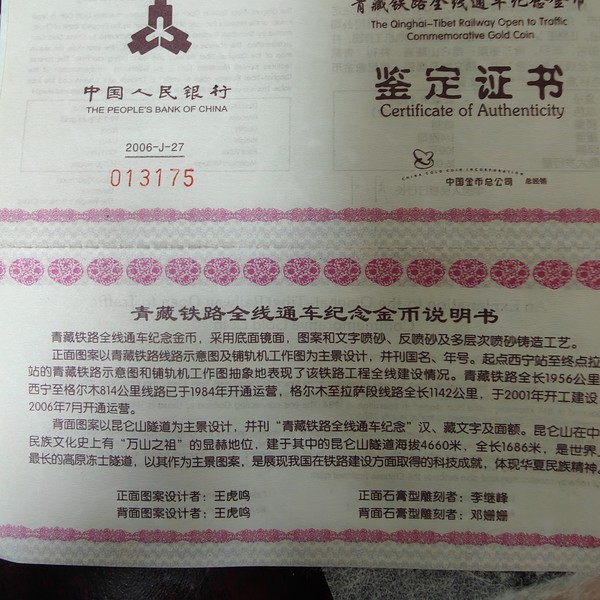 中国人民银行
THE PEOPLE'S BANK OF CHINA
2006-J-27
013175
青藏铁路全线通车纪念金币
The Qinghai-Tibet Railway Open to Traffic
Commemorative Gold Coin
鉴定证书
Certificate of Authenticity
CHINA GOLD COIN INCORPORATION
中国金币总公司 总经销
青藏铁路全线通车纪念金币说明书
青藏铁路全线通车纪念金币，采用底面镜面，图案和文字喷砂、反喷砂及多层次喷砂铸造工艺。
正面图案以青藏铁路线路示意图及铺轨机工作图为主景设计，并刊国名、年号。起点西宁站至终点拉
站的青藏铁路示意图和铺轨机工作图抽象地表现了该铁路工程全线建设情况。青藏铁路全长1956公里
西宁至格尔木814公里线路已于1984年开通运营，格尔木至拉萨段线路全长1142公里，于2001年开工建设
2006年7月开通运营。
背面图案以昆仑山隧道为主景设计，并刊“青藏铁路全线通车纪念”汉、藏文字及面额。昆仑山在中
民族文化史上有“万山之祖”的显赫地位，建于其中的昆仑山隧道海拔4660米，全长1686米，是世界
最长的高原冻土隧道，以其作为主景图案，是展现我国在铁路建设方面取得的科技成就，体现华夏民族精神。
正面图案设计者：王虎鸣 正面石膏型雕刻者：李继峰
背面图案设计者：王虎鸣 背面石膏型雕刻者：邓姗姗